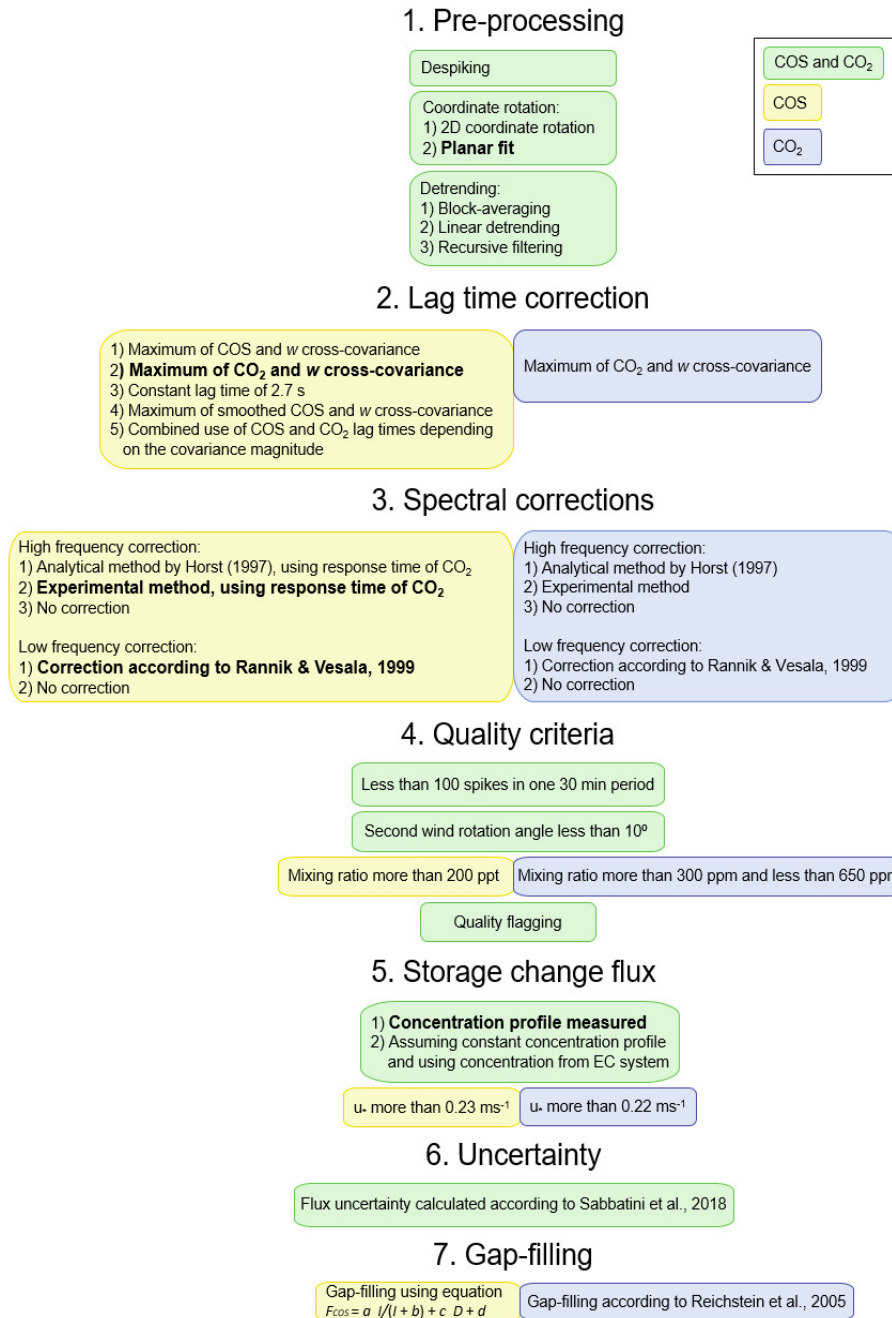 1. Pre-processing
COS and CO₂
COS
CO₂
Despiking
Coordinate rotation:
1) 2D coordinate rotation
2) Planar fit
Detrending:
1) Block-averaging
2) Linear detrending
3) Recursive filtering
2. Lag time correction
1) Maximum of COS and w cross-covariance
2) Maximum of CO₂ and w cross-covariance
3) Constant lag time of 2.7 s
4) Maximum of smoothed COS and w cross-covariance
5) Combined use of COS and CO₂ lag times depending
on the covariance magnitude
Maximum of CO₂ and w cross-covariance
3. Spectral corrections
High frequency correction:
1) Analytical method by Horst (1997), using response time of CO₂
2) Experimental method, using response time of CO₂
3) No correction
Low frequency correction:
1) Correction according to Rannik & Vesala, 1999
2) No correction
High frequency correction:
1) Analytical method by Horst (1997)
2) Experimental method
3) No correction
Low frequency correction:
1) Correction according to Rannik & Vesala, 1999
2) No correction
4. Quality criteria
Less than 100 spikes in one 30 min period
Second wind rotation angle less than 10º
Mixing ratio more than 200 ppt
Mixing ratio more than 300 ppm and less than 650 ppm
Quality flagging
5. Storage change flux
1) Concentration profile measured
2) Assuming constant concentration profile
and using concentration from EC system
u* more than 0.23 ms⁻¹
u* more than 0.22 ms⁻¹
6. Uncertainty
Flux uncertainty calculated according to Sabbatini et al., 2018
7. Gap-filling
Gap-filling using equation
F_COS = a I/(I + b) + c D + d
Gap-filling according to Reichstein et al., 2005